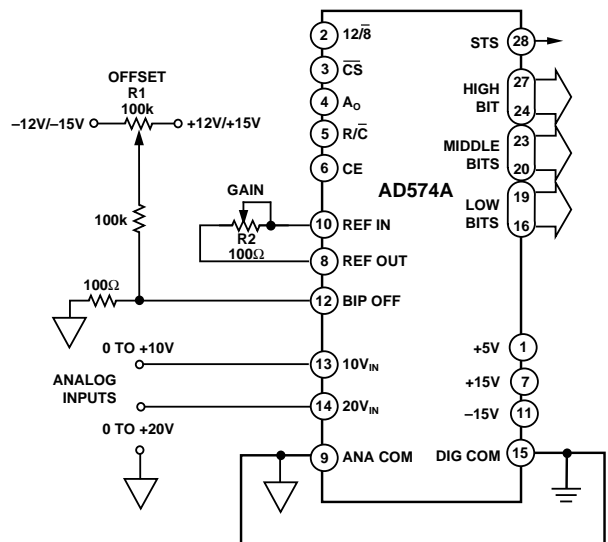 OFFSET
R1
100k
–12V/–15V
+12V/+15V
100k
GAIN
R2
100Ω
100Ω
0 TO +10V
ANALOG
INPUTS
0 TO +20V
2 12/8̅
3 C̅S̅
4 AO
5 R/C̅
6 CE
10 REF IN
8 REF OUT
12 BIP OFF
13 10VIN
14 20VIN
9 ANA COM
AD574A
STS 28
27
HIGH
BIT
24
23
MIDDLE
BITS
20
19
LOW
BITS
16
+5V 1
+15V 7
–15V 11
DIG COM 15